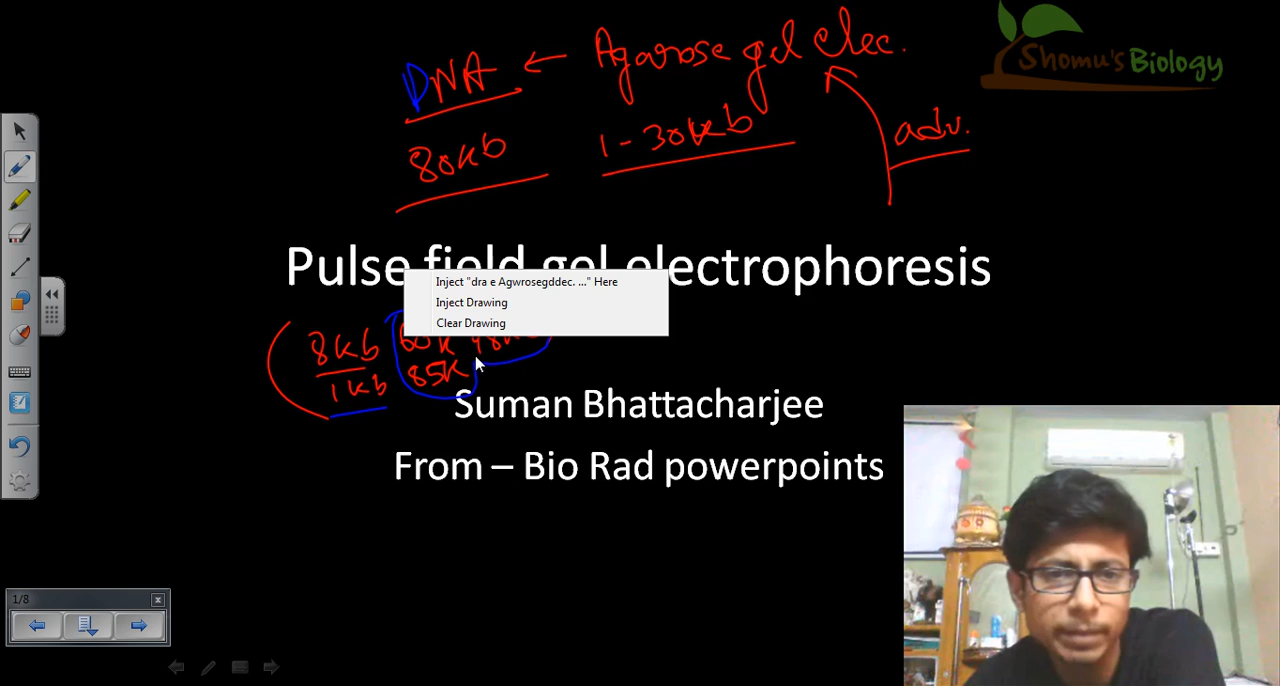 DNA ← Agarose gel elec.
Shomu's Biology
80kb 1-30kb adv.
Pulse field gel electrophoresis
Inject "dra e Agwrosegddec. ..." Here
Inject Drawing
Clear Drawing
8kb 60k
1kb 85k
Suman Bhattacharjee
From – Bio Rad powerpoints
1/8